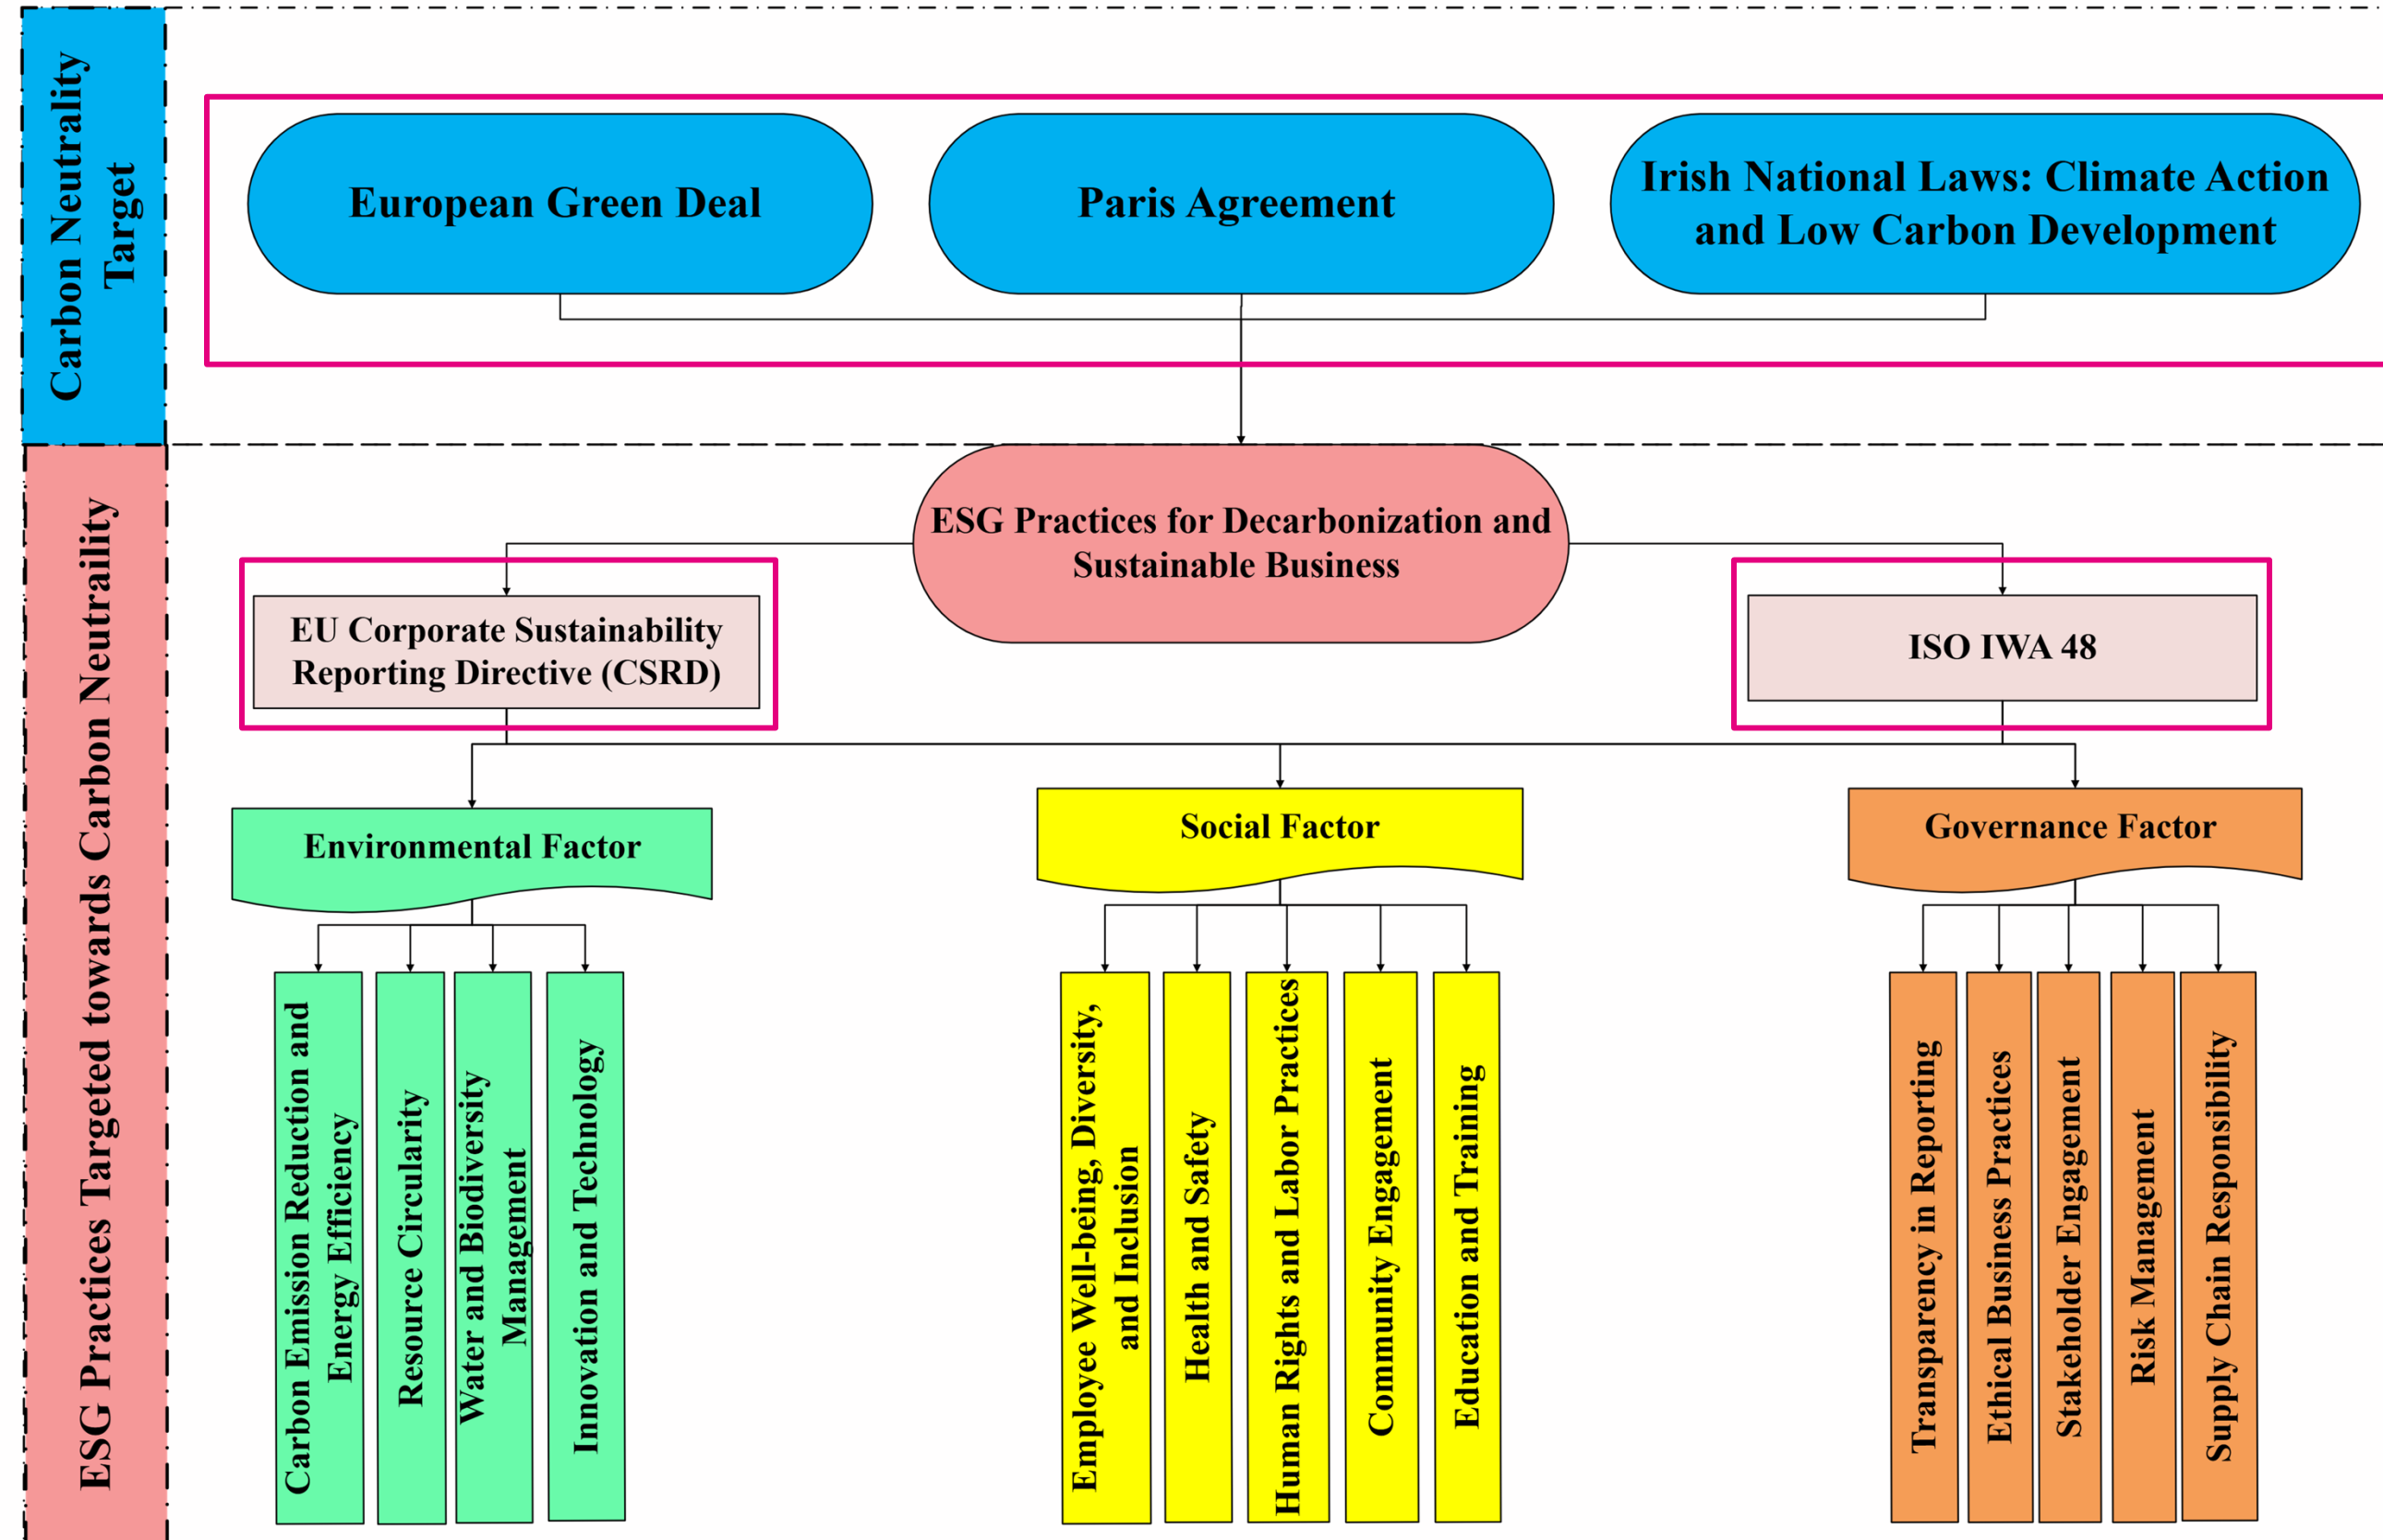 Carbon Neutrality
Target
European Green Deal
Paris Agreement
Irish National Laws: Climate Action
and Low Carbon Development
ESG Practices Targeted towards Carbon Neutraility
ESG Practices for Decarbonization and
Sustainable Business
EU Corporate Sustainability
Reporting Directive (CSRD)
ISO IWA 48
Environmental Factor
Social Factor
Governance Factor
Carbon Emission Reduction and
Energy Efficiency
Resource Circularity
Water and Biodiversity
Management
Innovation and Technology
Employee Well-being, Diversity,
and Inclusion
Health and Safety
Human Rights and Labor Practices
Community Engagement
Education and Training
Transparency in Reporting
Ethical Business Practices
Stakeholder Engagement
Risk Management
Supply Chain Responsibility